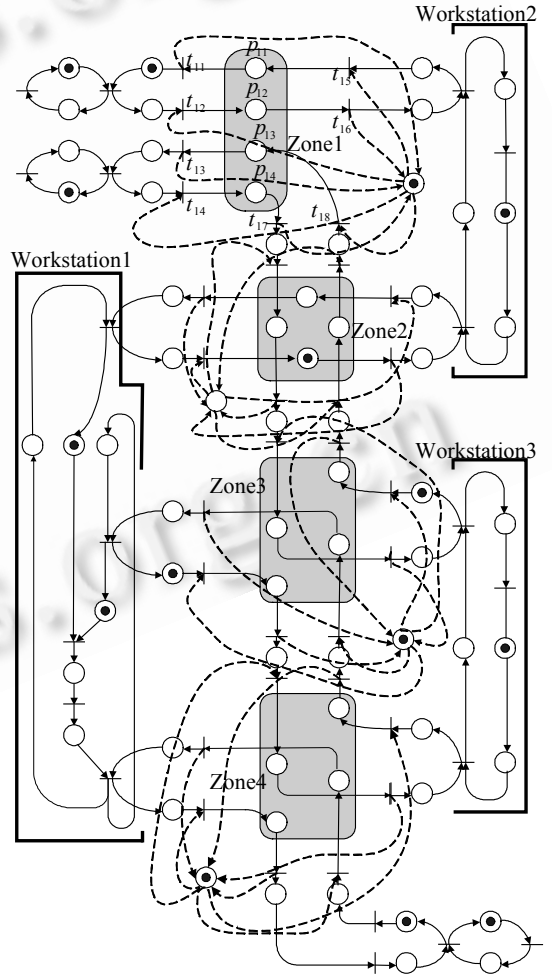 Workstation2
p11
t11
t15
p12
t12
t16
p13
Zone1
t13
p14
t14
t17
t18
Workstation1
Zone2
Workstation3
Zone3
Zone4